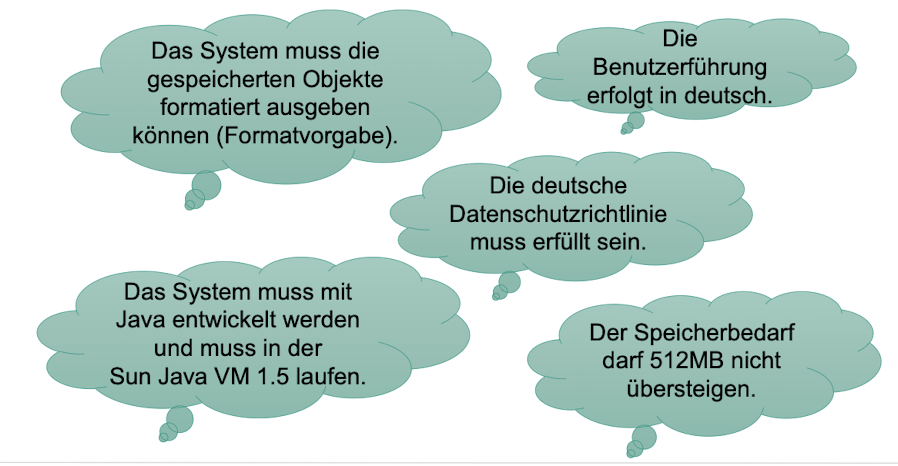 Das System muss die
gespeicherten Objekte
formatiert ausgeben
können (Formatvorgabe).
Die
Benutzerführung
erfolgt in deutsch.
Die deutsche
Datenschutzrichtlinie
muss erfüllt sein.
Das System muss mit
Java entwickelt werden
und muss in der
Sun Java VM 1.5 laufen.
Der Speicherbedarf
darf 512MB nicht
übersteigen.